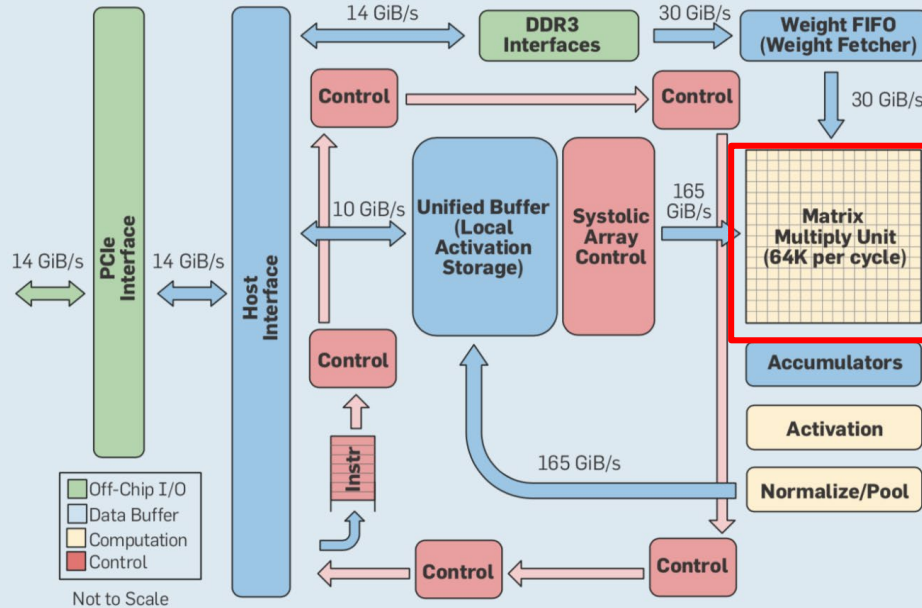 14 GiB/s
30 GiB/s
DDR3
Interfaces
Weight FIFO
(Weight Fetcher)
Control
Control
30 GiB/s
14 GiB/s
PCIe
Interface
14 GiB/s
Host
Interface
10 GiB/s
Unified Buffer
(Local
Activation
Storage)
Systolic
Array
Control
165
GiB/s
Matrix
Multiply Unit
(64K per cycle)
Control
Accumulators
Activation
Instr
165 GiB/s
Normalize/Pool
Off-Chip I/O
Data Buffer
Computation
Control
Not to Scale
Control
Control